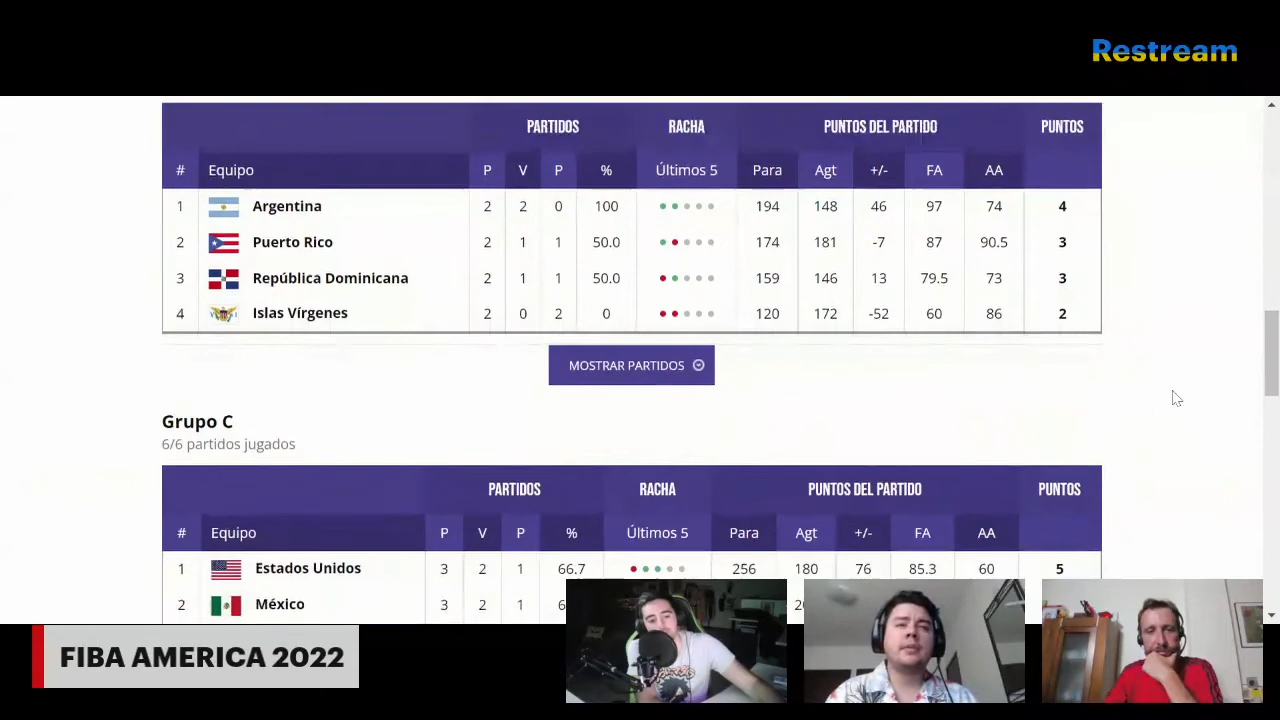 Restream
PARTIDOS RACHA PUNTOS DEL PARTIDO PUNTOS
# Equipo P V P % Últimos 5 Para Agt +/- FA AA
1 Argentina 2 2 0 100 194 148 46 97 74 4
2 Puerto Rico 2 1 1 50.0 174 181 -7 87 90.5 3
3 República Dominicana 2 1 1 50.0 159 146 13 79.5 73 3
4 Islas Vírgenes 2 0 2 0 120 172 -52 60 86 2
MOSTRAR PARTIDOS
Grupo C
6/6 partidos jugados
PARTIDOS RACHA PUNTOS DEL PARTIDO PUNTOS
# Equipo P V P % Últimos 5 Para Agt +/- FA AA
1 Estados Unidos 3 2 1 66.7 256 180 76 85.3 60 5
2 México 3 2 1
FIBA AMERICA 2022